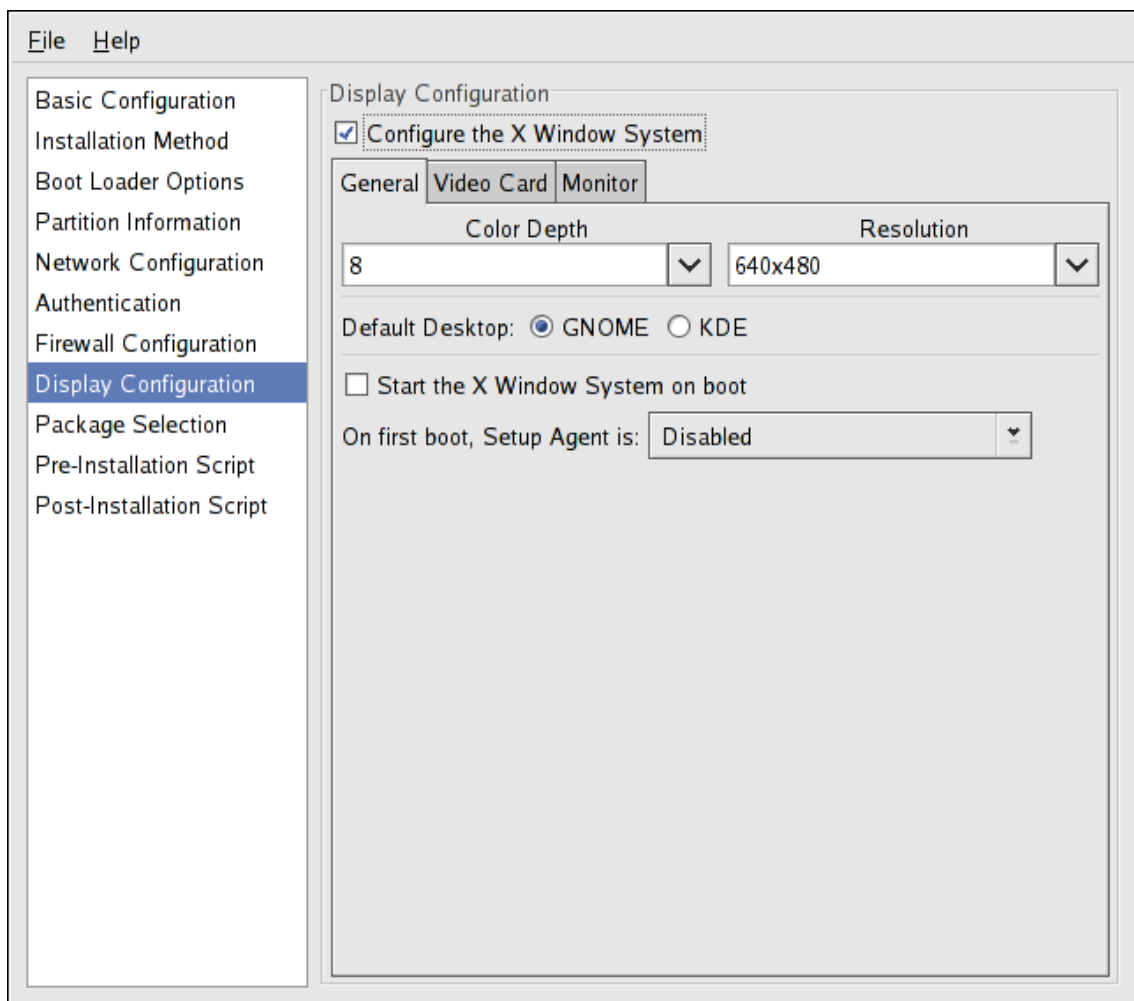 File Help
Basic Configuration
Installation Method
Boot Loader Options
Partition Information
Network Configuration
Authentication
Firewall Configuration
Display Configuration
Package Selection
Pre-Installation Script
Post-Installation Script
Display Configuration
Configure the X Window System
General Video Card Monitor
Color Depth Resolution
8 640x480
Default Desktop: GNOME KDE
Start the X Window System on boot
On first boot, Setup Agent is: Disabled